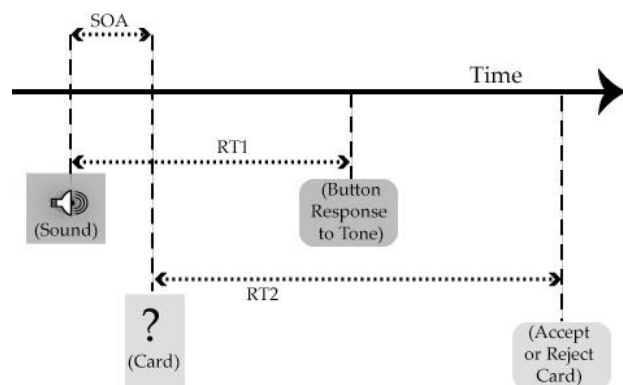 SOA
Time
RT1
(Sound)
(Button
Response
to Tone)
RT2
?
(Card)
(Accept
or Reject
Card)